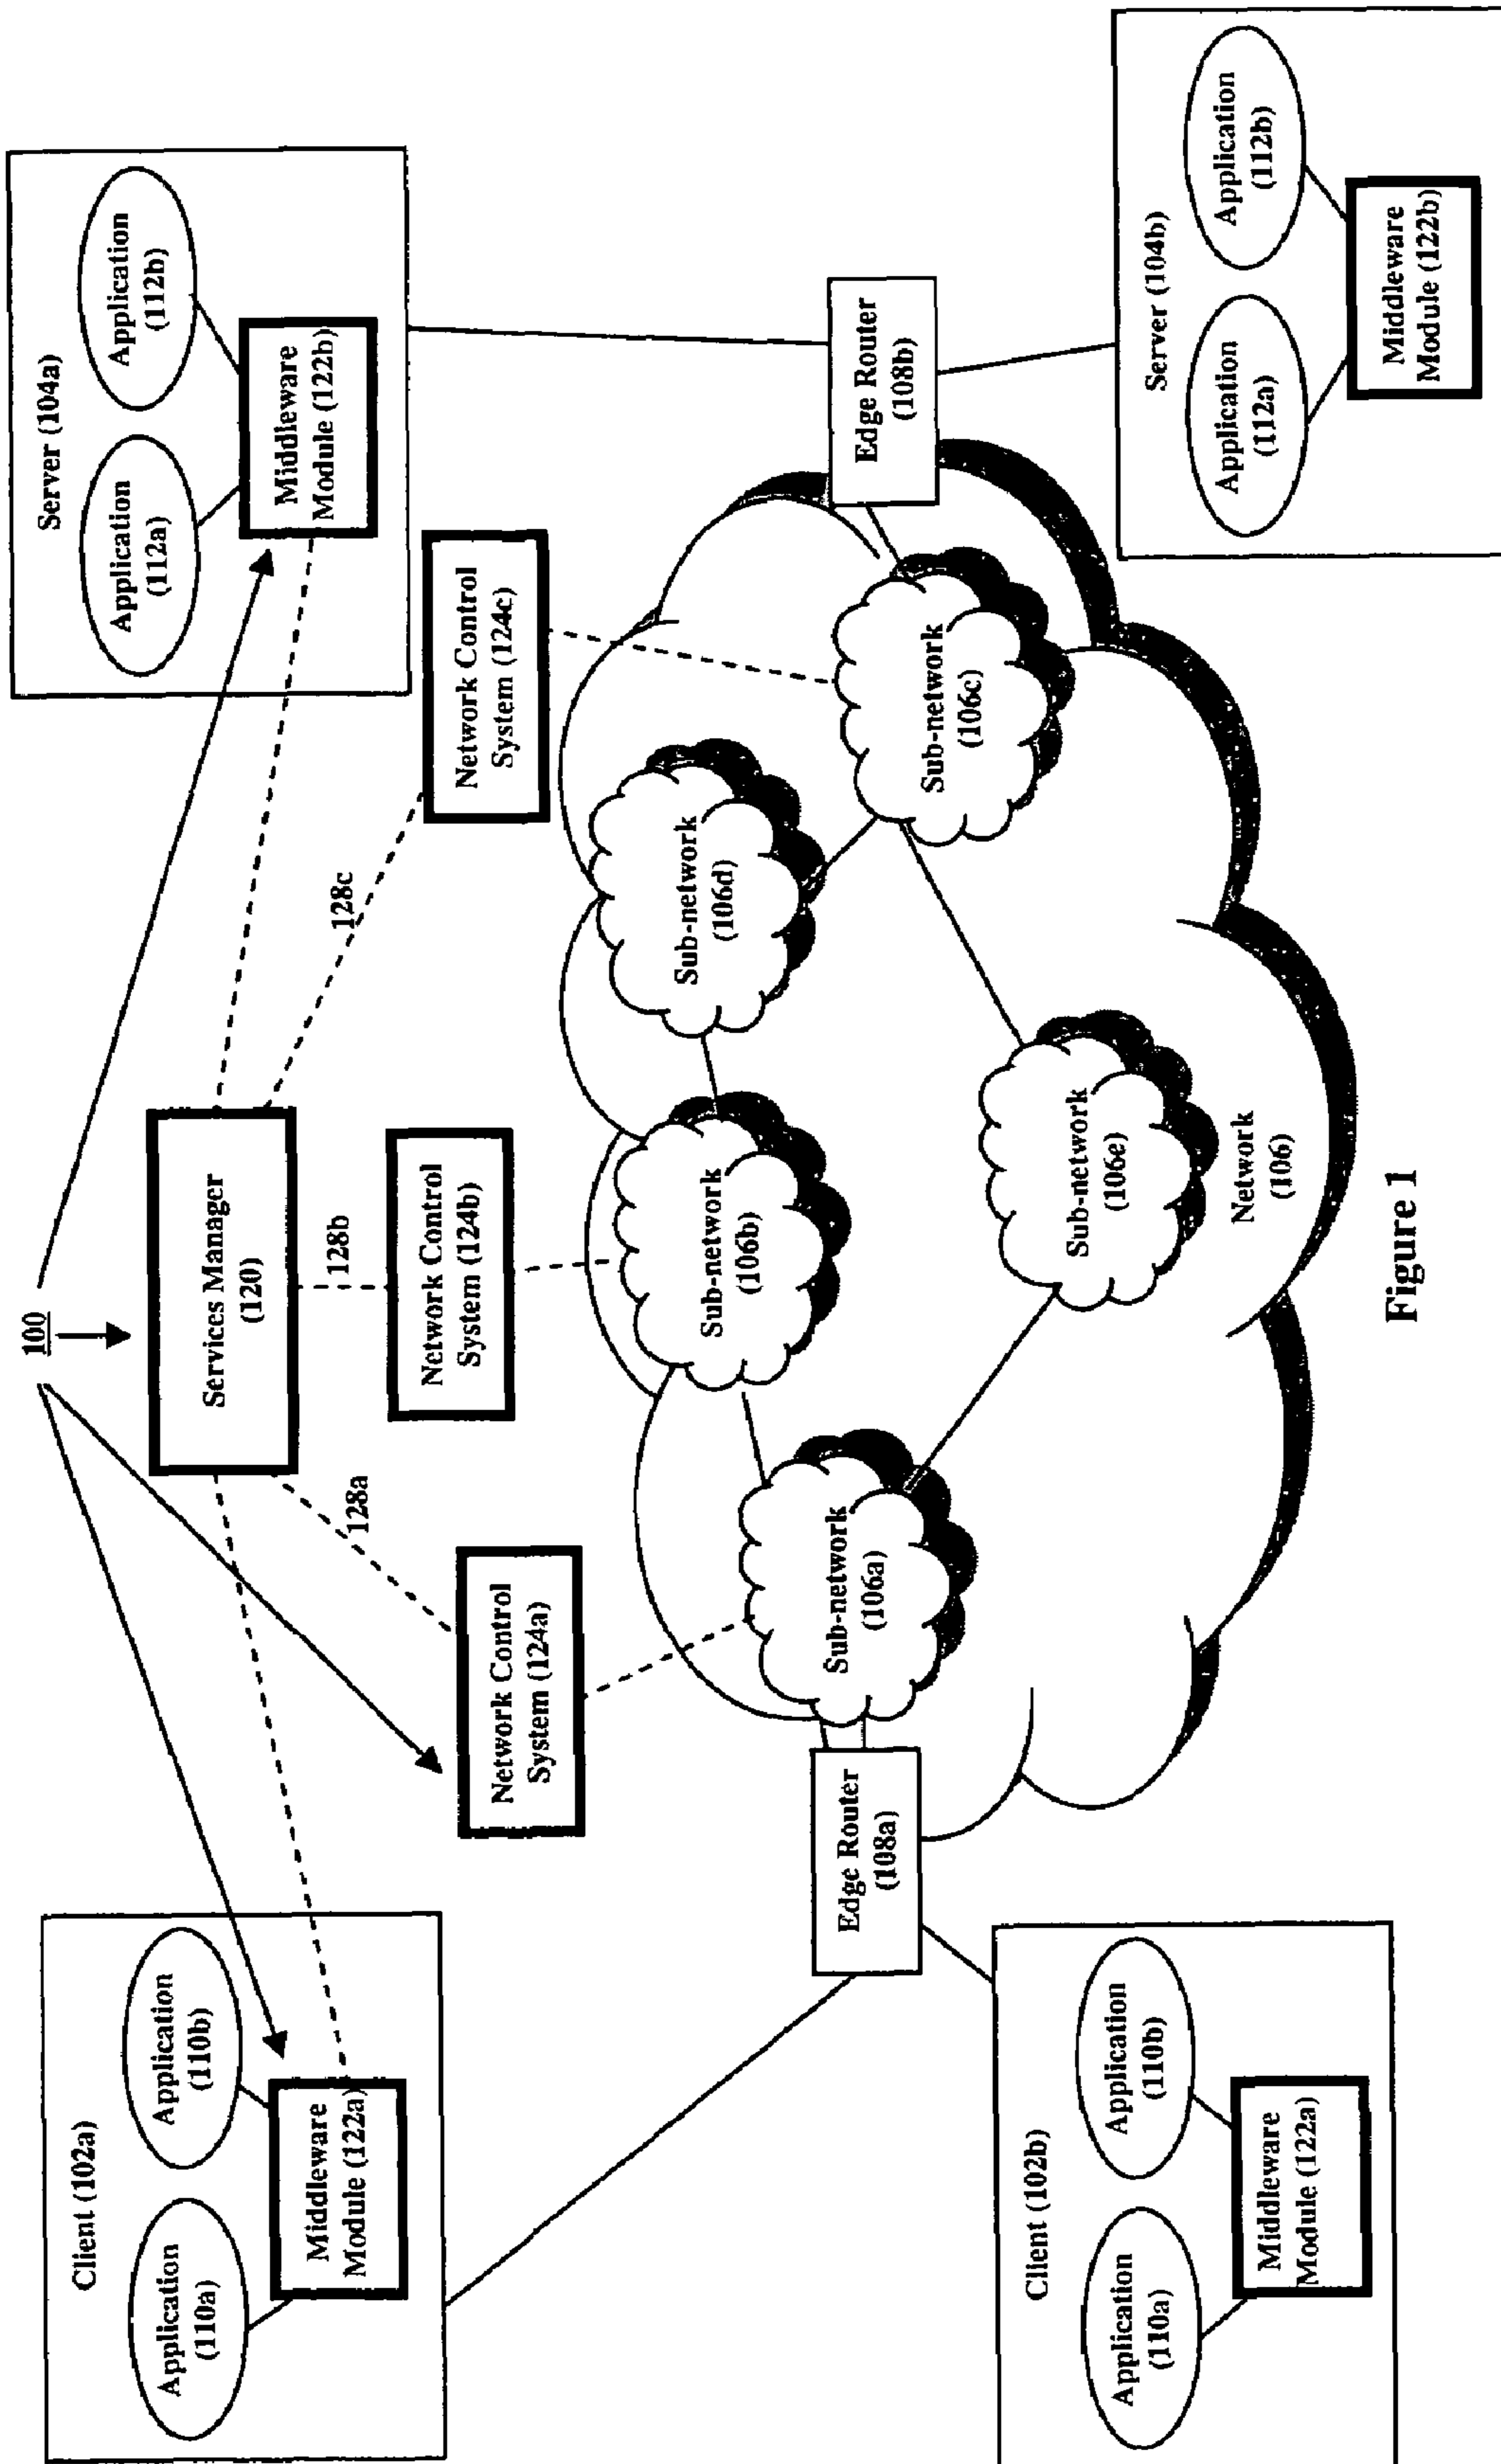 100
Client (102a)
Application
(110a)
Application
(110b)
Middleware
Module (122a)
Services Manager
(120)
Server (104a)
Application
(112a)
Application
(112b)
Middleware
Module (122b)
128a
128b
128c
Network Control
System (124a)
Network Control
System (124b)
Network Control
System (124c)
Edge Router
(108a)
Sub-network
(106a)
Sub-network
(106b)
Sub-network
(106d)
Sub-network
(106c)
Edge Router
(108b)
Sub-network
(106e)
Network
(106)
Client (102b)
Application
(110a)
Application
(110b)
Middleware
Module (122a)
Server (104b)
Application
(112a)
Application
(112b)
Middleware
Module (122b)
Figure 1